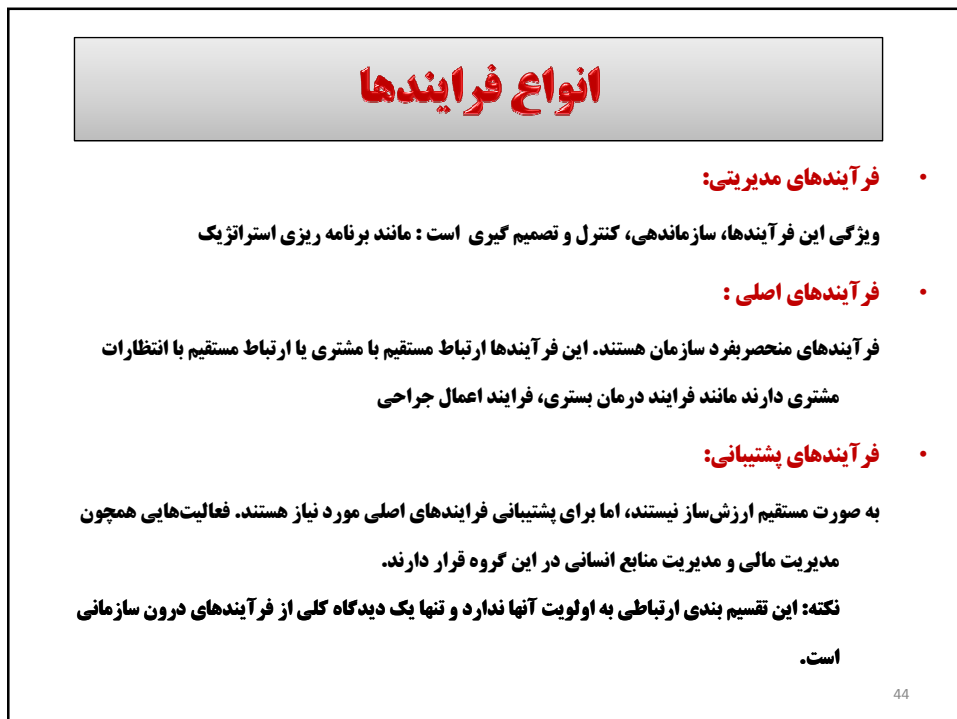 انواع فرایندها
• فرآیندهای مدیریتی:
ویژگی این فرآیندها، سازماندهی، کنترل و تصمیم گیری است : مانند برنامه ریزی استراتژیک
• فرآیندهای اصلی :
فرآیندهای منحصربفرد سازمان هستند. این فرآیندها ارتباط مستقیم با مشتری یا ارتباط مستقیم با انتظارات
مشتری دارند مانند فرایند درمان بستری، فرایند اعمال جراحی
• فرآیندهای پشتیبانی:
به صورت مستقیم ارزش‌ساز نیستند، اما برای پشتیبانی فرایندهای اصلی مورد نیاز هستند. فعالیت‌هایی همچون
مدیریت مالی و مدیریت منابع انسانی در این گروه قرار دارند.
نکته: این تقسیم بندی ارتباطی به اولویت آنها ندارد و تنها یک دیدگاه کلی از فرآیندهای درون سازمانی
است.
44